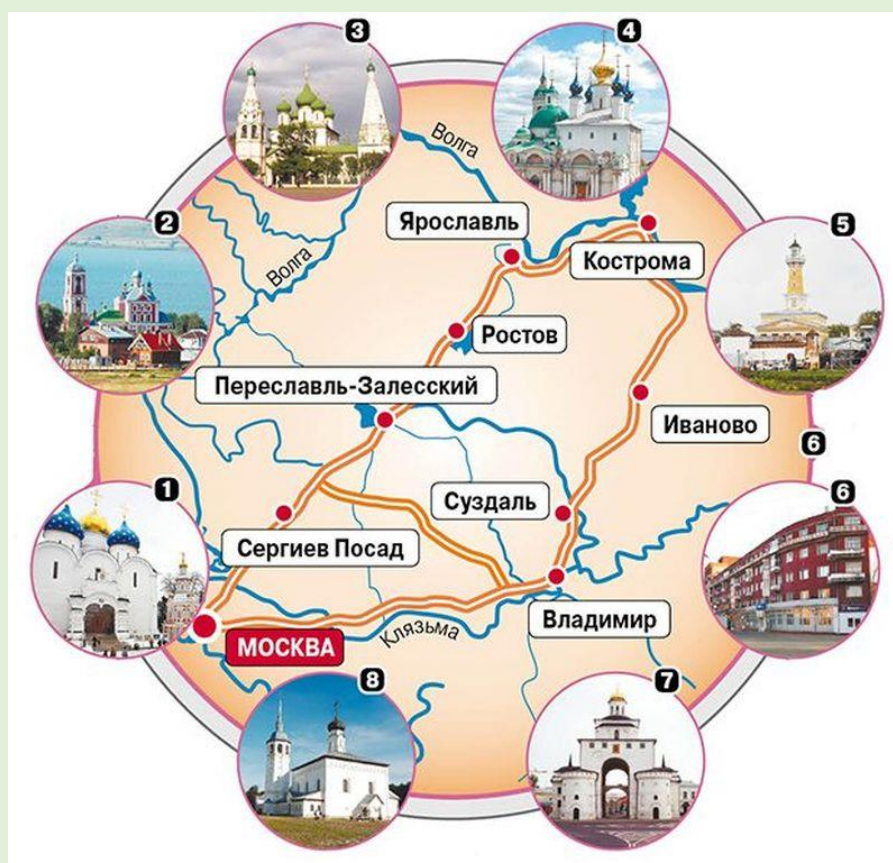 3
4
Волга
Ярославль
2
5
Кострома
Волга
Ростов
Переславль-Залесский
Иваново
6
1
Суздаль
6
Сергиев Посад
Владимир
Клязьма
МОСКВА
8
7